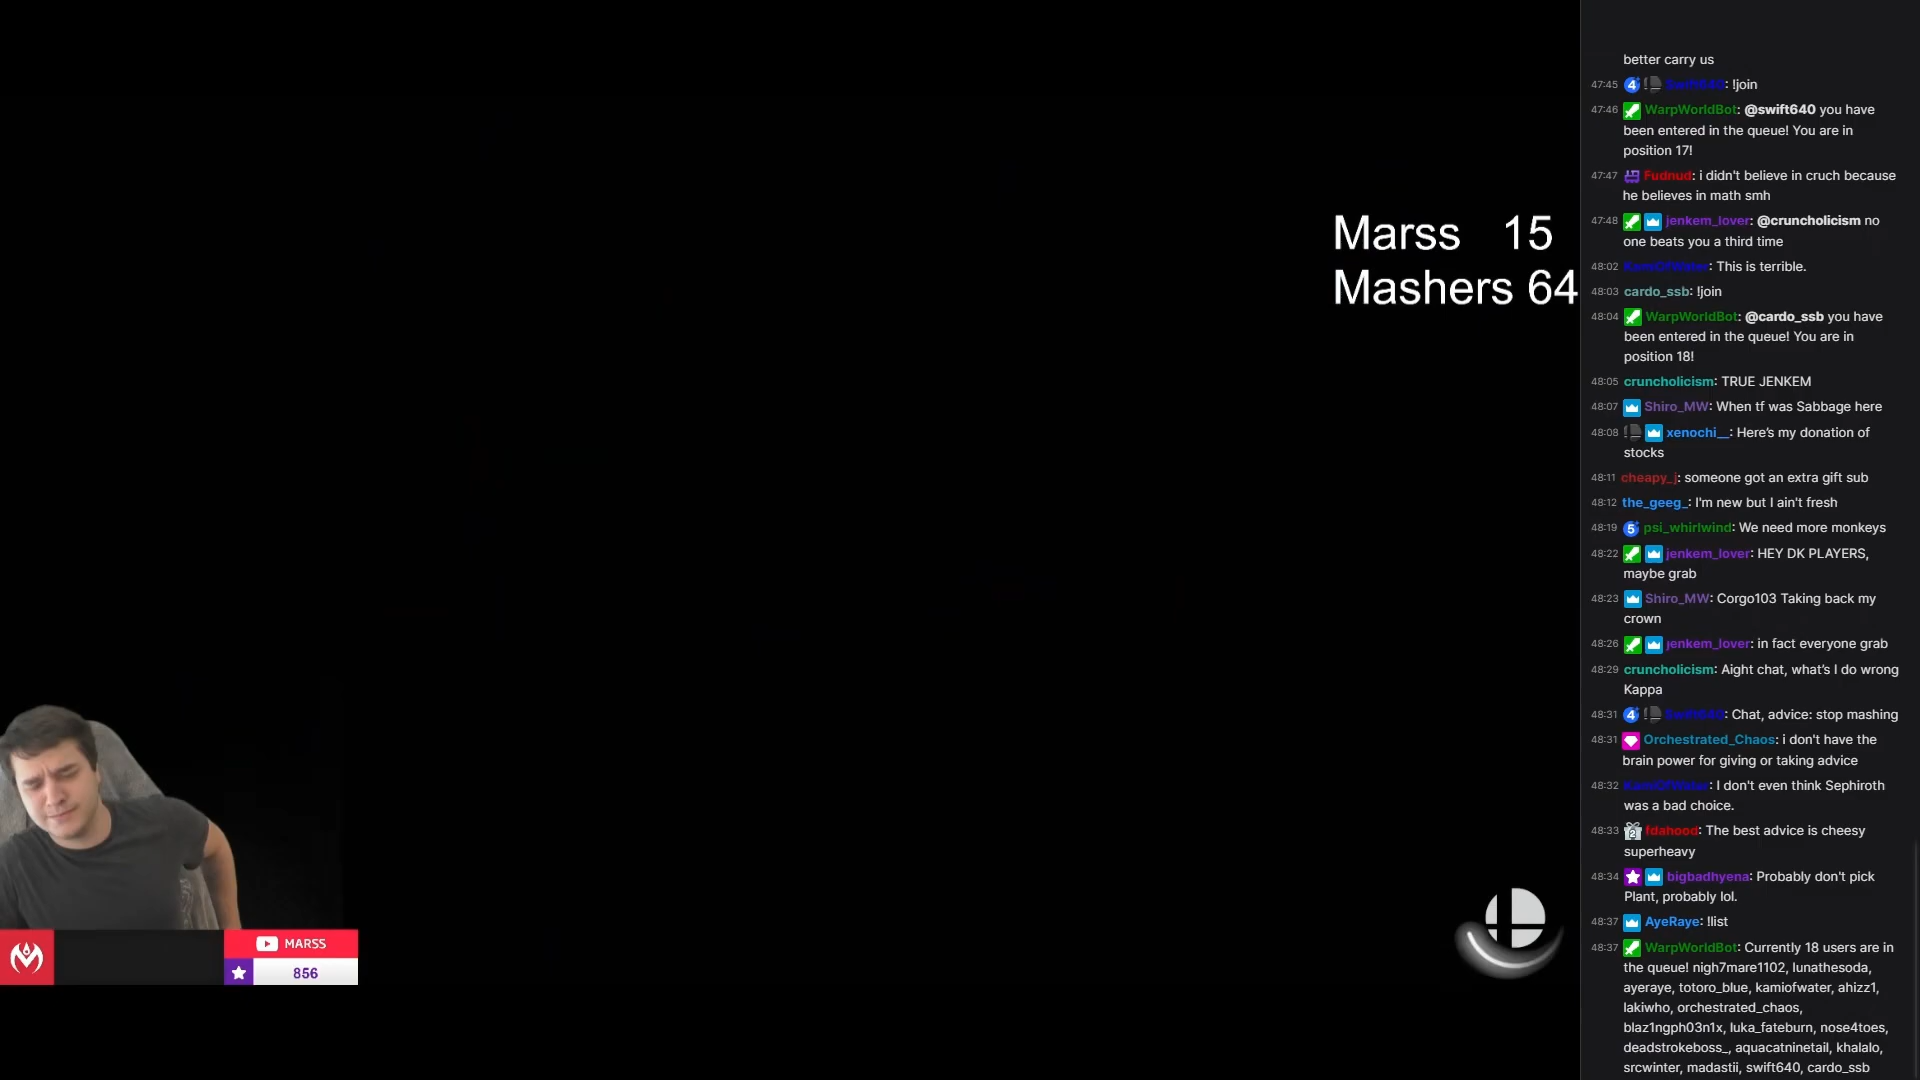 better carry us
47:45 4 Swift640: !join
47:46 WarpWorldBot: @swift640 you have
been entered in the queue! You are in
position 17!
47:47 Fudnud: i didn't believe in cruch because
he believes in math smh
47:48 jenkem_lover: @cruncholicism no
one beats you a third time
48:02 KamiOfWater: This is terrible.
48:03 cardo_ssb: !join
48:04 WarpWorldBot: @cardo_ssb you have
been entered in the queue! You are in
position 18!
48:05 cruncholicism: TRUE JENKEM
48:07 Shiro_MW: When tf was Sabbage here
48:08 xenochi__: Here's my donation of
stocks
48:11 cheapy_j: someone got an extra gift sub
48:12 the_geeg_: I'm new but I ain't fresh
48:19 5 psi_whirlwind: We need more monkeys
48:22 jenkem_lover: HEY DK PLAYERS,
maybe grab
48:23 Shiro_MW: Corgo103 Taking back my
crown
48:26 jenkem_lover: in fact everyone grab
48:29 cruncholicism: Aight chat, what's I do wrong
Kappa
48:31 4 Swift640: Chat, advice: stop mashing
48:31 Orchestrated_Chaos: i don't have the
brain power for giving or taking advice
48:32 KamiOfWater: I don't even think Sephiroth
was a bad choice.
48:33 2 fdahood: The best advice is cheesy
superheavy
48:34 bigbadhyena: Probably don't pick
Plant, probably lol.
48:37 AyeRaye: !list
48:37 WarpWorldBot: Currently 18 users are in
the queue! nigh7mare1102, lunathesoda,
ayeraye, totoro_blue, kamiofwater, ahizz1,
lakiwho, orchestrated_chaos,
blaz1ngph03n1x, luka_fateburn, nose4toes,
deadstrokeboss_, aquacatninetail, khalalo,
srcwinter, madastii, swift640, cardo_ssb
Marss 15
Mashers 64
MARSS
856